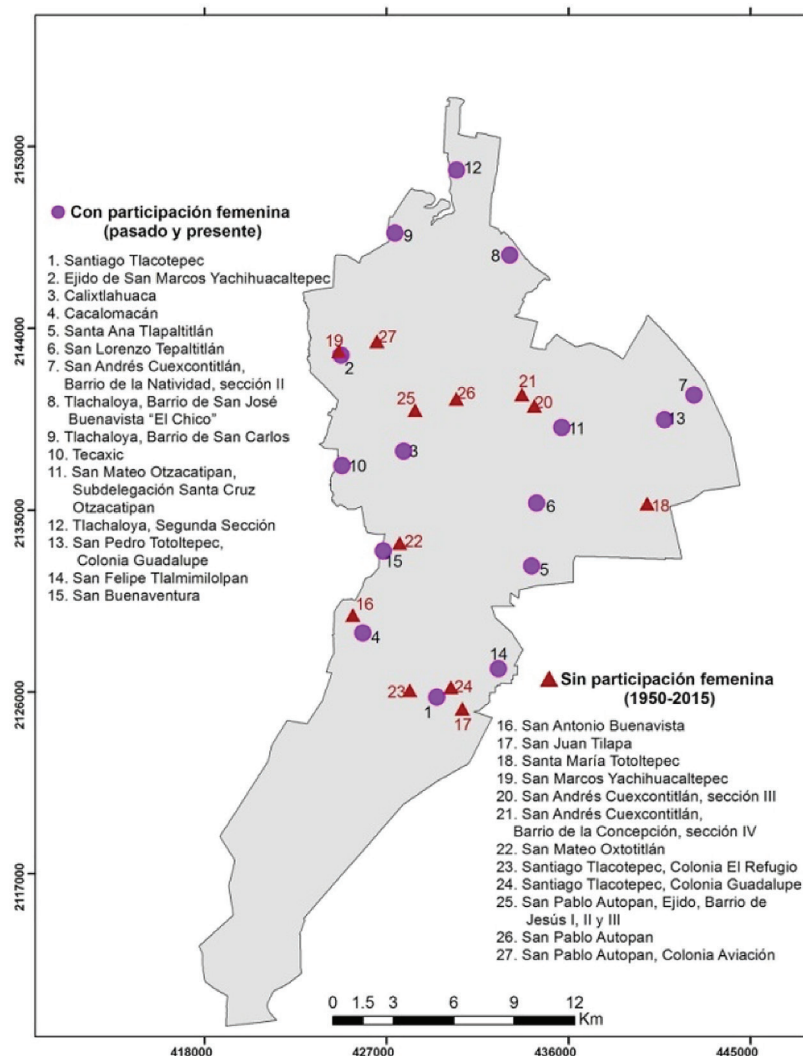 2153000
12
Con participación femenina
(pasado y presente)
9
8
1. Santiago Tlacotepec
2. Ejido de San Marcos Yachihuacaltepec
3. Calixtlahuaca
4. Cacalomacán
5. Santa Ana Tlapaltitlán
6. San Lorenzo Tepaltitlán
7. San Andrés Cuexcontitlán,
Barrio de la Natividad, sección II
8. Tlachaloya, Barrio de San José
Buenavista “El Chico”
9. Tlachaloya, Barrio de San Carlos
10. Tecaxic
11. San Mateo Otzacatipan,
Subdelegación Santa Cruz
Otzacatipan
12. Tlachaloya, Segunda Sección
13. San Pedro Totoltepec,
Colonia Guadalupe
14. San Felipe Tlalmimilolpan
15. San Buenaventura
2144000
19
27
2
21
7
25
26
20
11
13
3
10
2135000
6
18
22
15
5
16
4
14
2126000
23
24
1
17
Sin participación femenina
(1950-2015)
16. San Antonio Buenavista
17. San Juan Tilapa
18. Santa María Totoltepec
19. San Marcos Yachihuacaltepec
20. San Andrés Cuexcontitlán, sección III
21. San Andrés Cuexcontitlán,
Barrio de la Concepción, sección IV
22. San Mateo Oxtotitlán
23. Santiago Tlacotepec, Colonia El Refugio
24. Santiago Tlacotepec, Colonia Guadalupe
25. San Pablo Autopan, Ejido, Barrio de
Jesús I, II y III
26. San Pablo Autopan
27. San Pablo Autopan, Colonia Aviación
2117000
0 1.5 3 6 9 12
Km
418000 427000 436000 445000